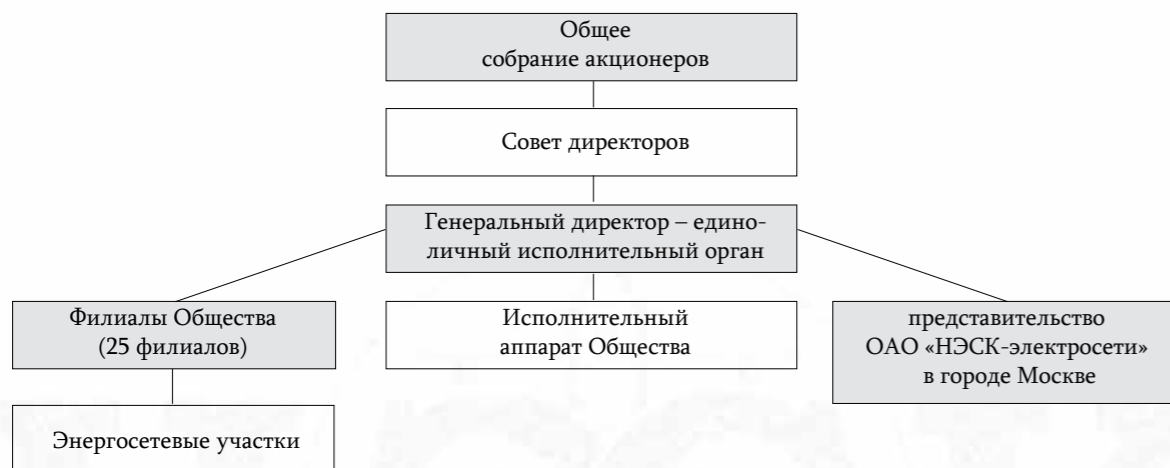 Общее
собрание акционеров
Совет директоров
Генеральный директор – едино-
личный исполнительный орган
Филиалы Общества
(25 филиалов)
Исполнительный
аппарат Общества
представительство
ОАО «НЭСК-электросети»
в городе Москве
Энергосетевые участки